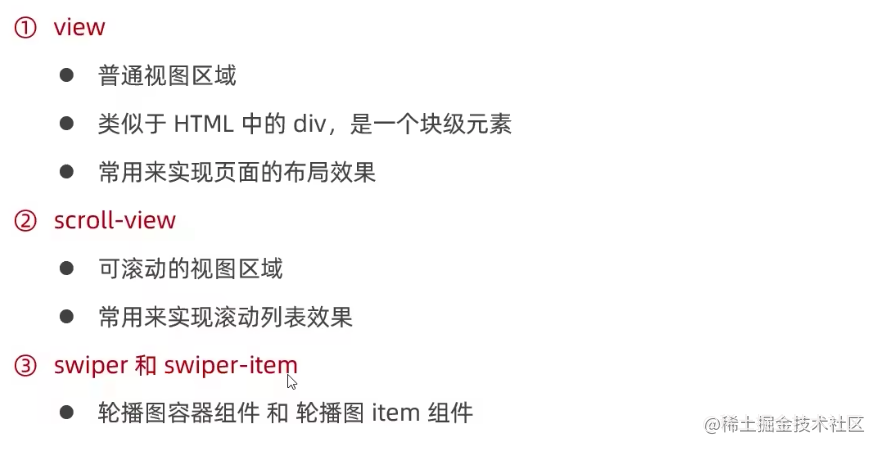 ① view
● 普通视图区域
● 类似于 HTML 中的 div，是一个块级元素
● 常用来实现页面的布局效果
② scroll-view
● 可滚动的视图区域
● 常用来实现滚动列表效果
③ swiper 和 swiper-item
● 轮播图容器组件 和 轮播图 item 组件
@稀土掘金技术社区